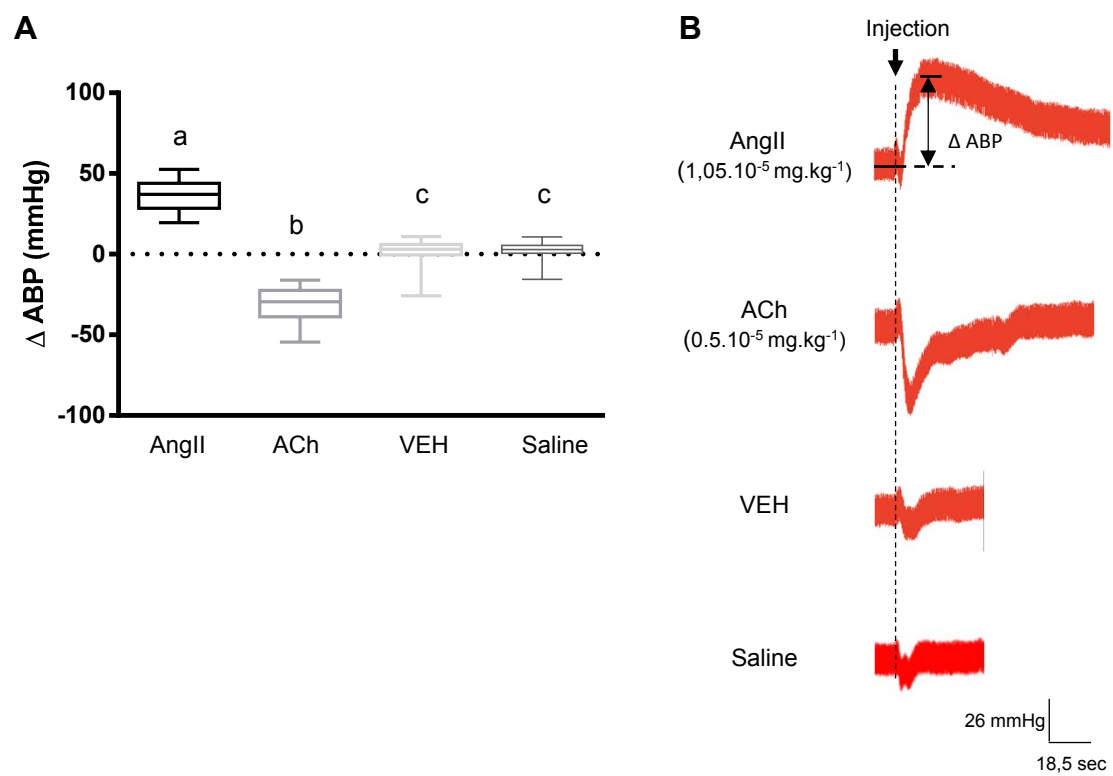 A
Δ ABP (mmHg)
100
50
0
-50
-100
a
b
c
c
AngII
ACh
VEH
Saline
B
Injection
AngII
(1,05.10⁻⁵ mg.kg⁻¹)
Δ ABP
ACh
(0.5.10⁻⁵ mg.kg⁻¹)
VEH
Saline
26 mmHg
18,5 sec